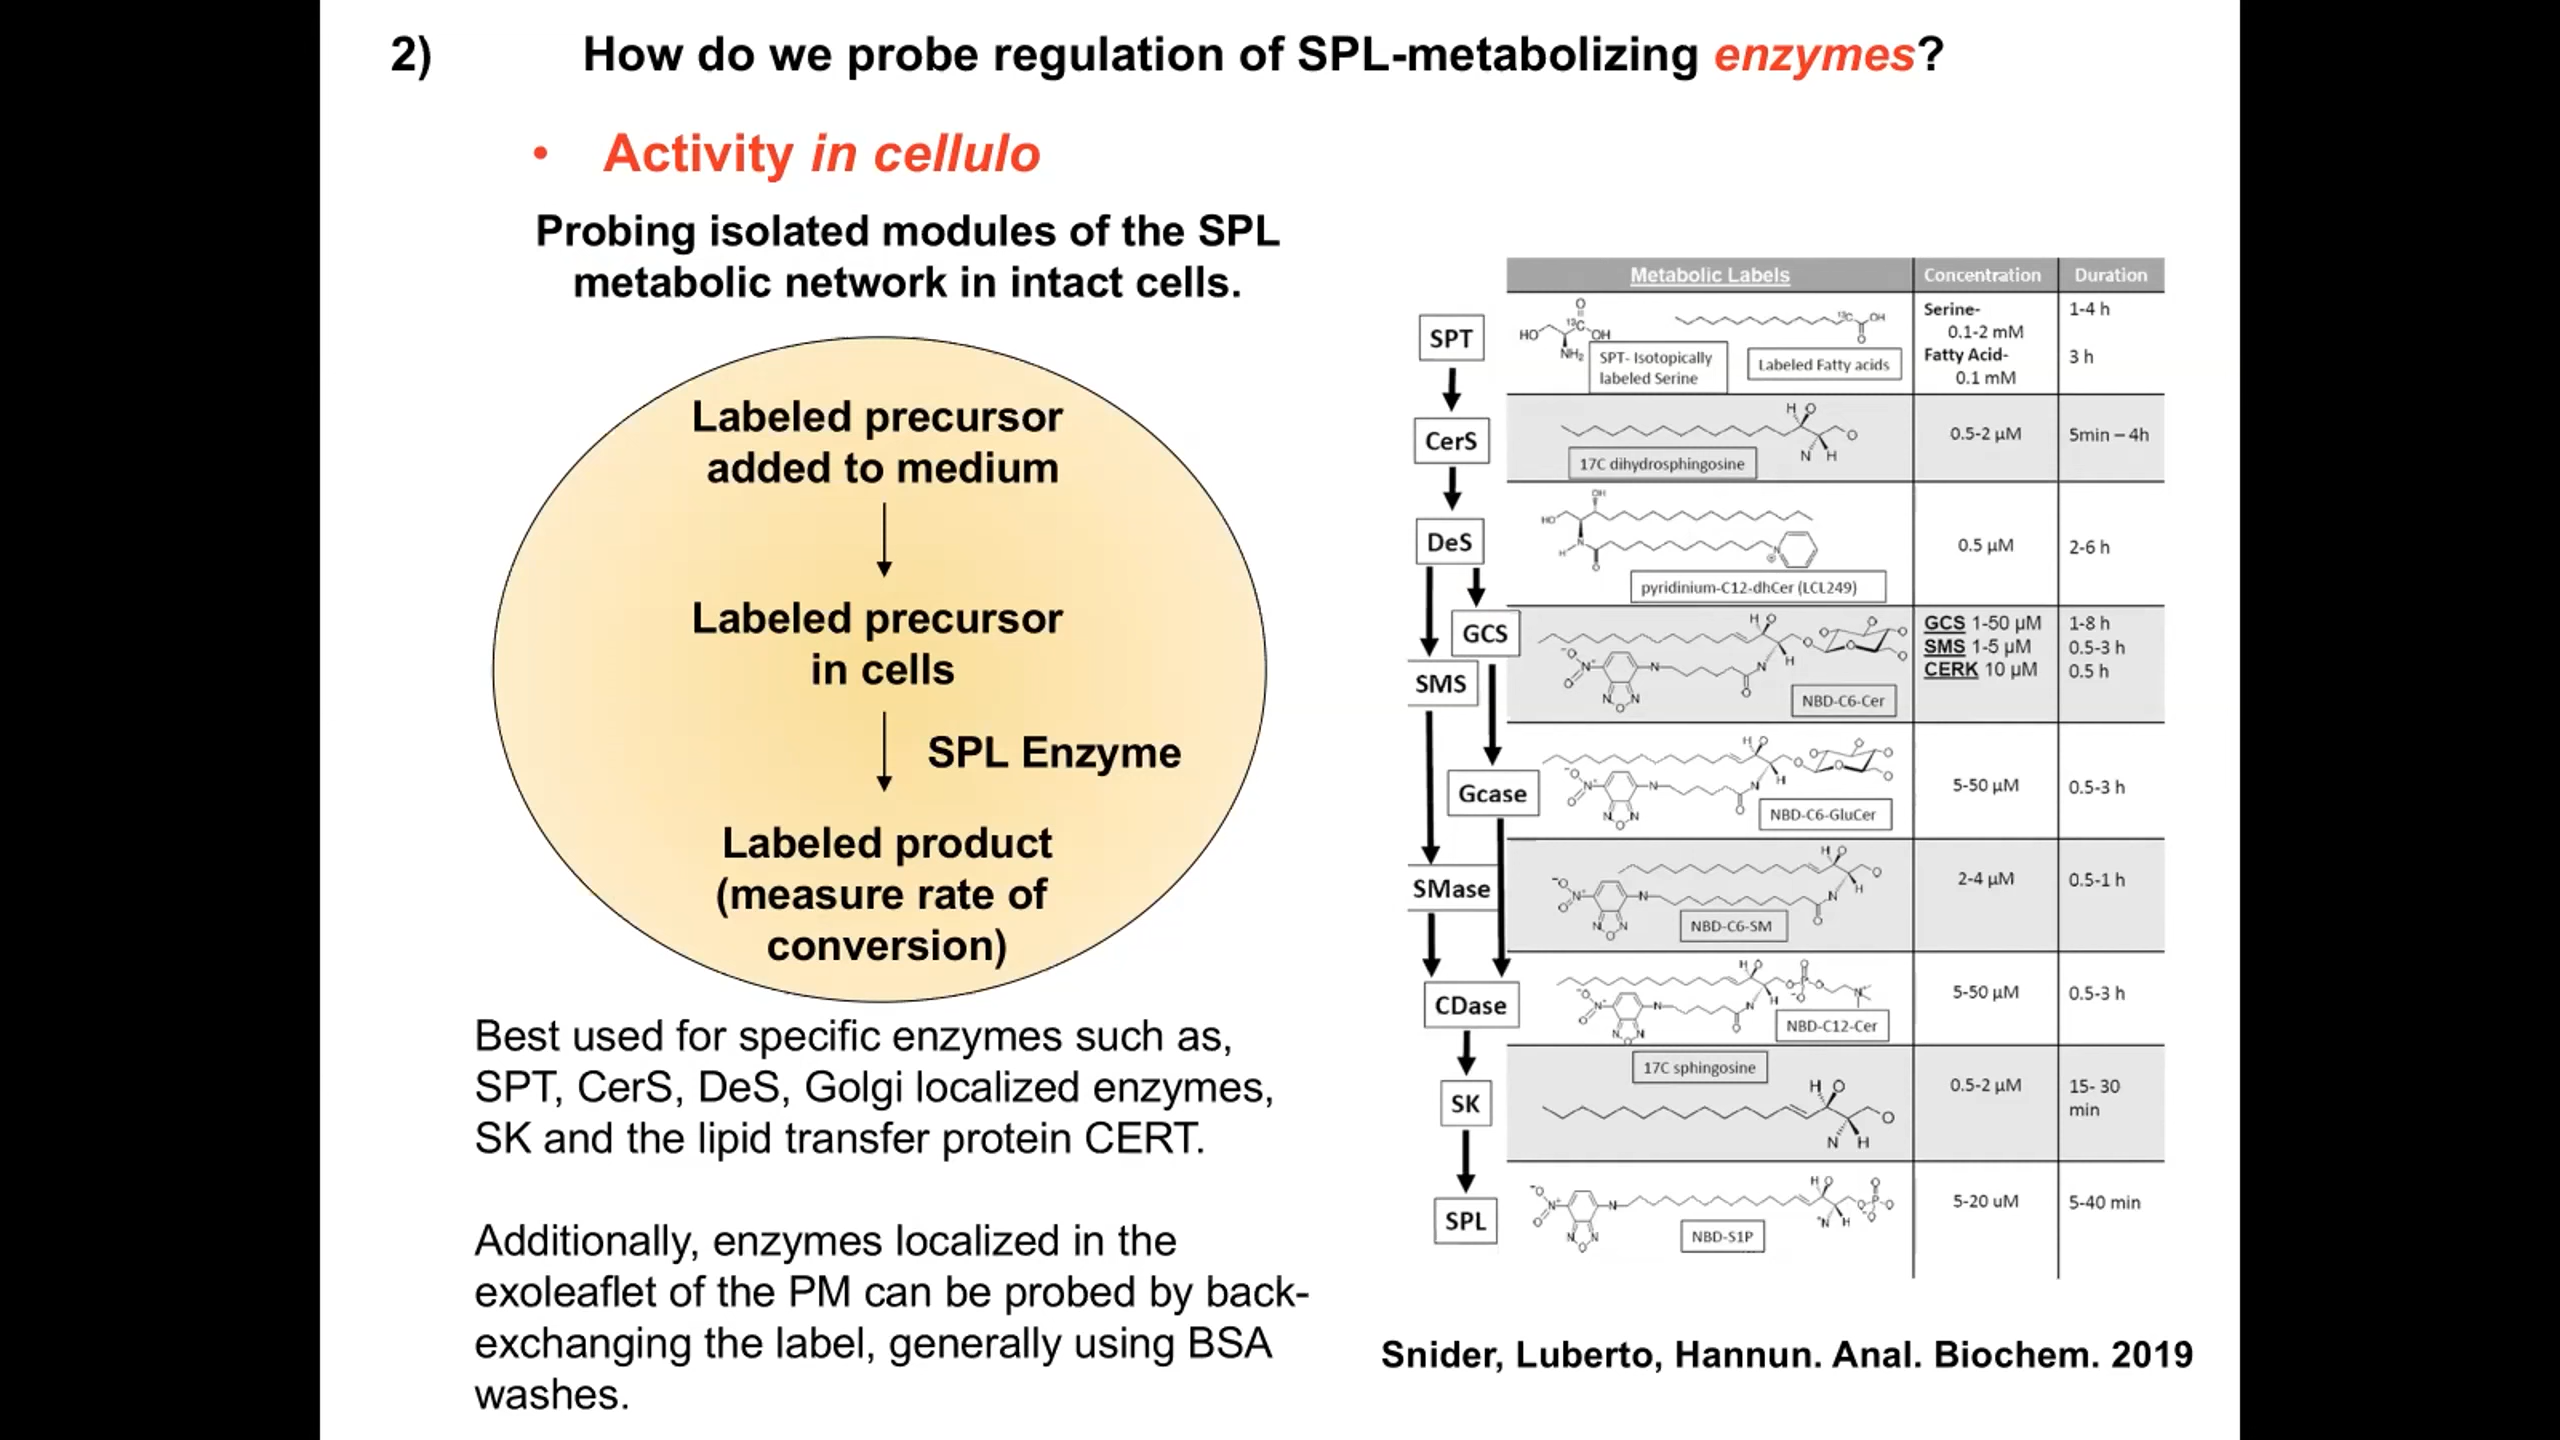 2) How do we probe regulation of SPL-metabolizing enzymes?
• Activity in cellulo
Probing isolated modules of the SPL
metabolic network in intact cells.
Labeled precursor
added to medium
Labeled precursor
in cells
SPL Enzyme
Labeled product
(measure rate of
conversion)
Best used for specific enzymes such as,
SPT, CerS, DeS, Golgi localized enzymes,
SK and the lipid transfer protein CERT.
Additionally, enzymes localized in the
exoleaflet of the PM can be probed by back-
exchanging the label, generally using BSA
washes.
Metabolic Labels Concentration Duration
SPT
SPT- Isotopically
labeled Serine
Labeled Fatty acids
Serine-
0.1-2 mM
Fatty Acid-
0.1 mM
1-4 h
3 h
CerS
17C dihydrosphingosine
0.5-2 µM
5min – 4h
DeS
pyridinium-C12-dhCer (LCL249)
0.5 µM
2-6 h
GCS
SMS
NBD-C6-Cer
GCS 1-50 µM
SMS 1-5 µM
CERK 10 µM
1-8 h
0.5-3 h
0.5 h
Gcase
NBD-C6-GluCer
5-50 µM
0.5-3 h
SMase
NBD-C6-SM
2-4 µM
0.5-1 h
CDase
NBD-C12-Cer
5-50 µM
0.5-3 h
SK
17C sphingosine
0.5-2 µM
15- 30
min
SPL
NBD-S1P
5-20 uM
5-40 min
Snider, Luberto, Hannun. Anal. Biochem. 2019